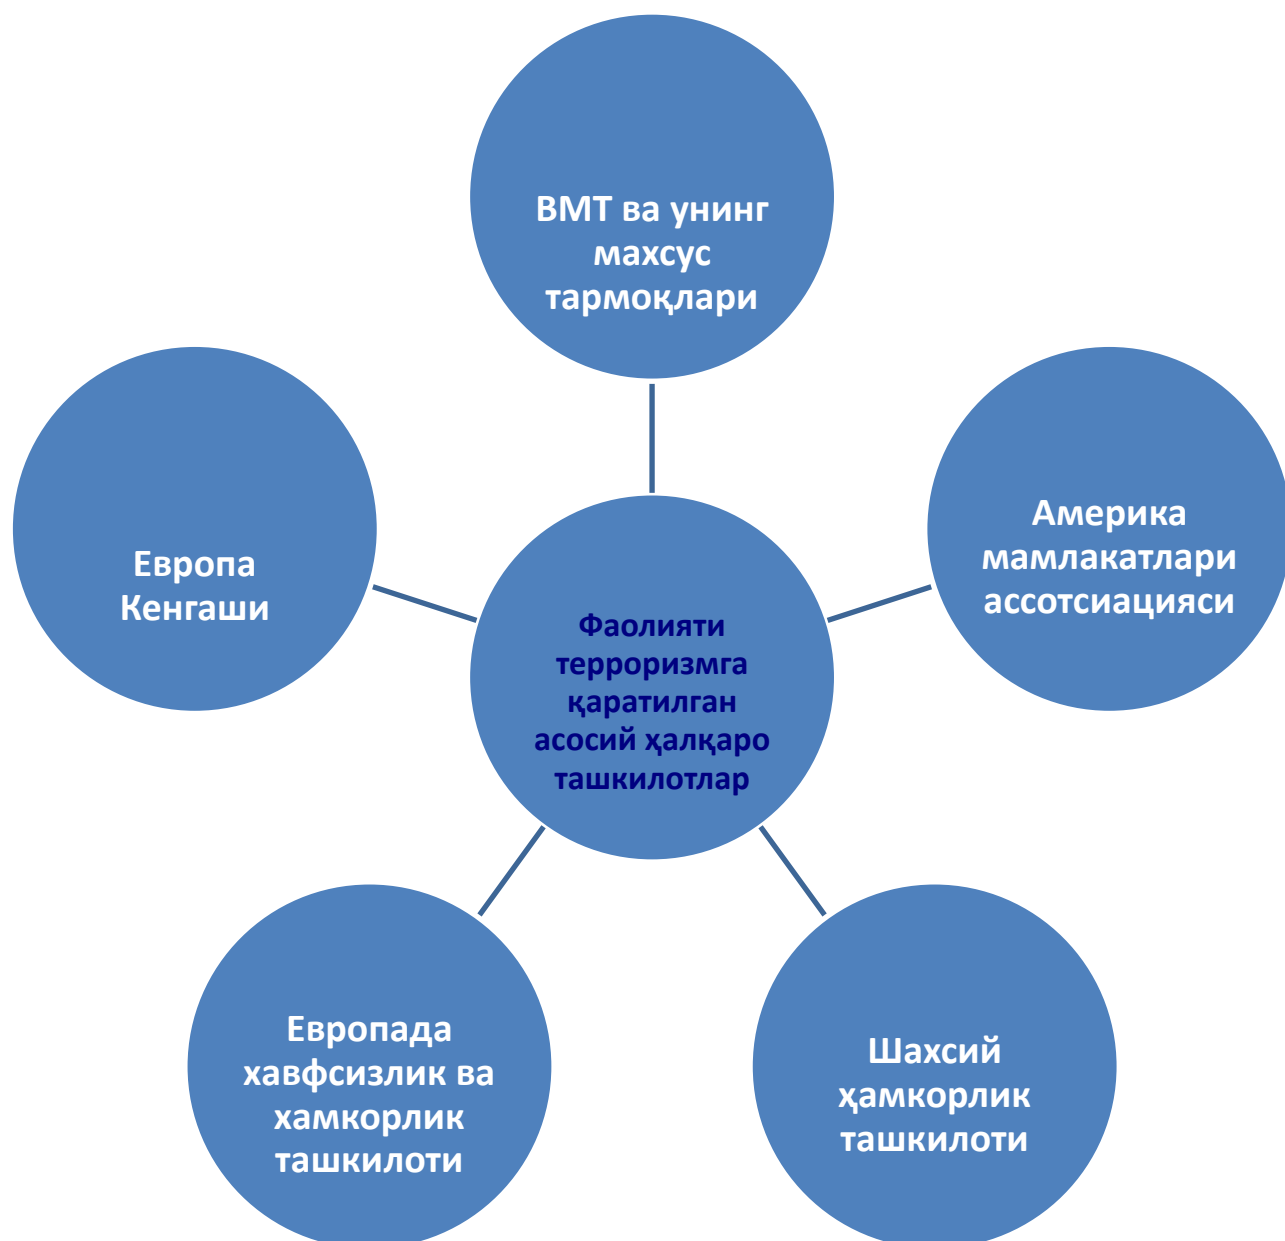 ВМТ ва унинг
махсус
тармоқлари
Америка
мамлакатлари
ассотсиацияси
Европа
Кенгаши
Фаолияти
терроризмга
қаратилган
асосий ҳалқаро
ташкилотлар
Европада
хавфсизлик ва
хамкорлик
ташкилоти
Шахсий
ҳамкорлик
ташкилоти